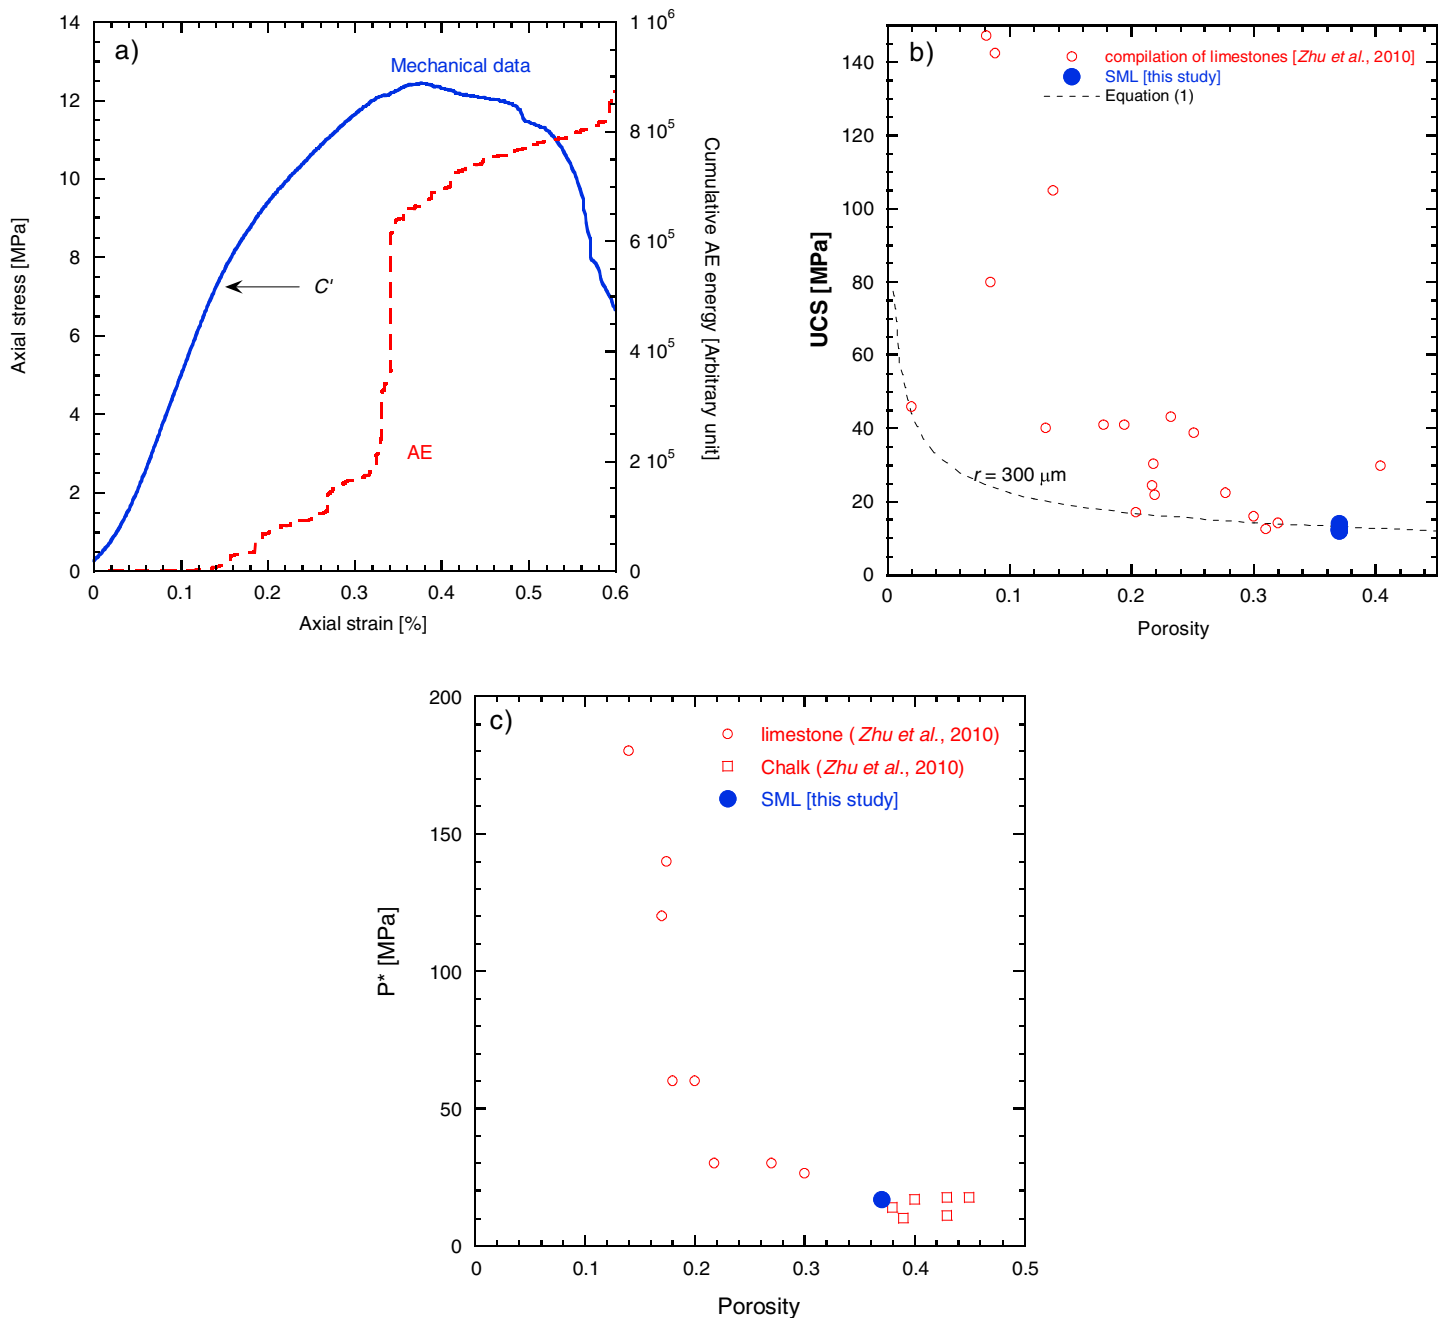 a)
Mechanical data
C'
AE
14
12
10
8
6
4
2
0
Axial stress [MPa]
0
0.1
0.2
0.3
0.4
0.5
0.6
Axial strain [%]
1 10⁶
8 10⁵
6 10⁵
4 10⁵
2 10⁵
0
Cumulative AE energy [Arbitrary unit]
b)
compilation of limestones [Zhu et al., 2010]
SML [this study]
Equation (1)
r = 300 μm
140
120
100
80
60
40
20
0
UCS [MPa]
0
0.1
0.2
0.3
0.4
Porosity
c)
limestone ( Zhu et al., 2010)
Chalk (Zhu et al., 2010)
SML [this study]
200
150
100
50
0
P* [MPa]
0
0.1
0.2
0.3
0.4
0.5
Porosity